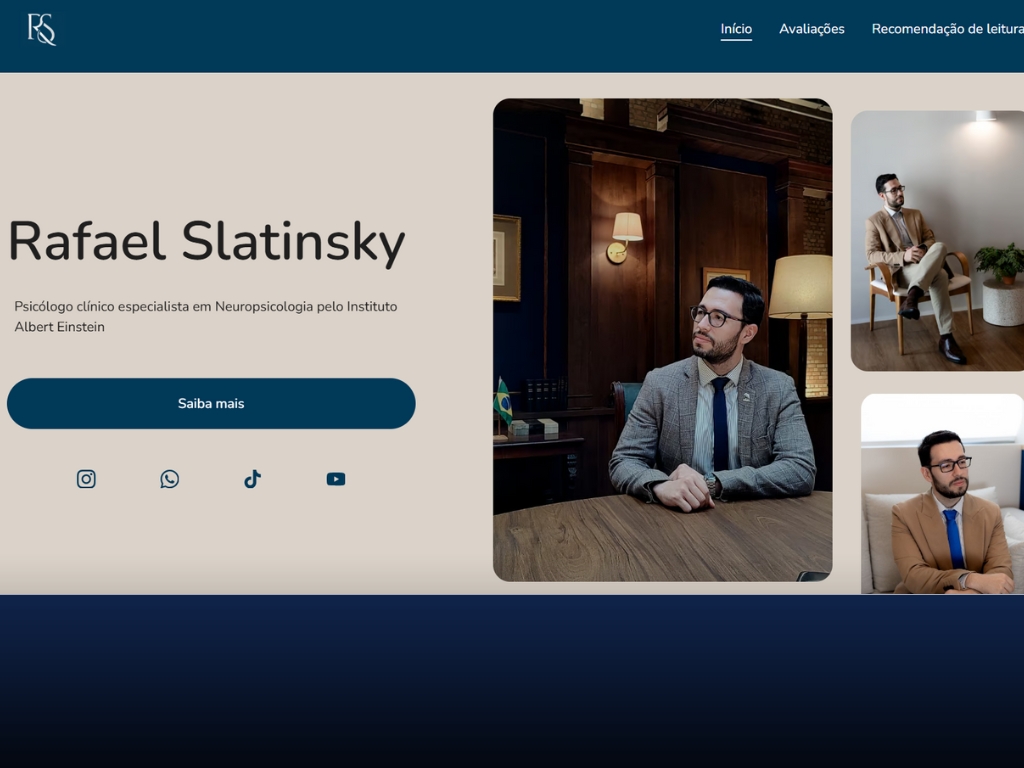 RS
Início
Avaliações
Recomendação de leitura
Rafael Slatinsky
Psicólogo clínico especialista em Neuropsicologia pelo Instituto
Albert Einstein
Saiba mais